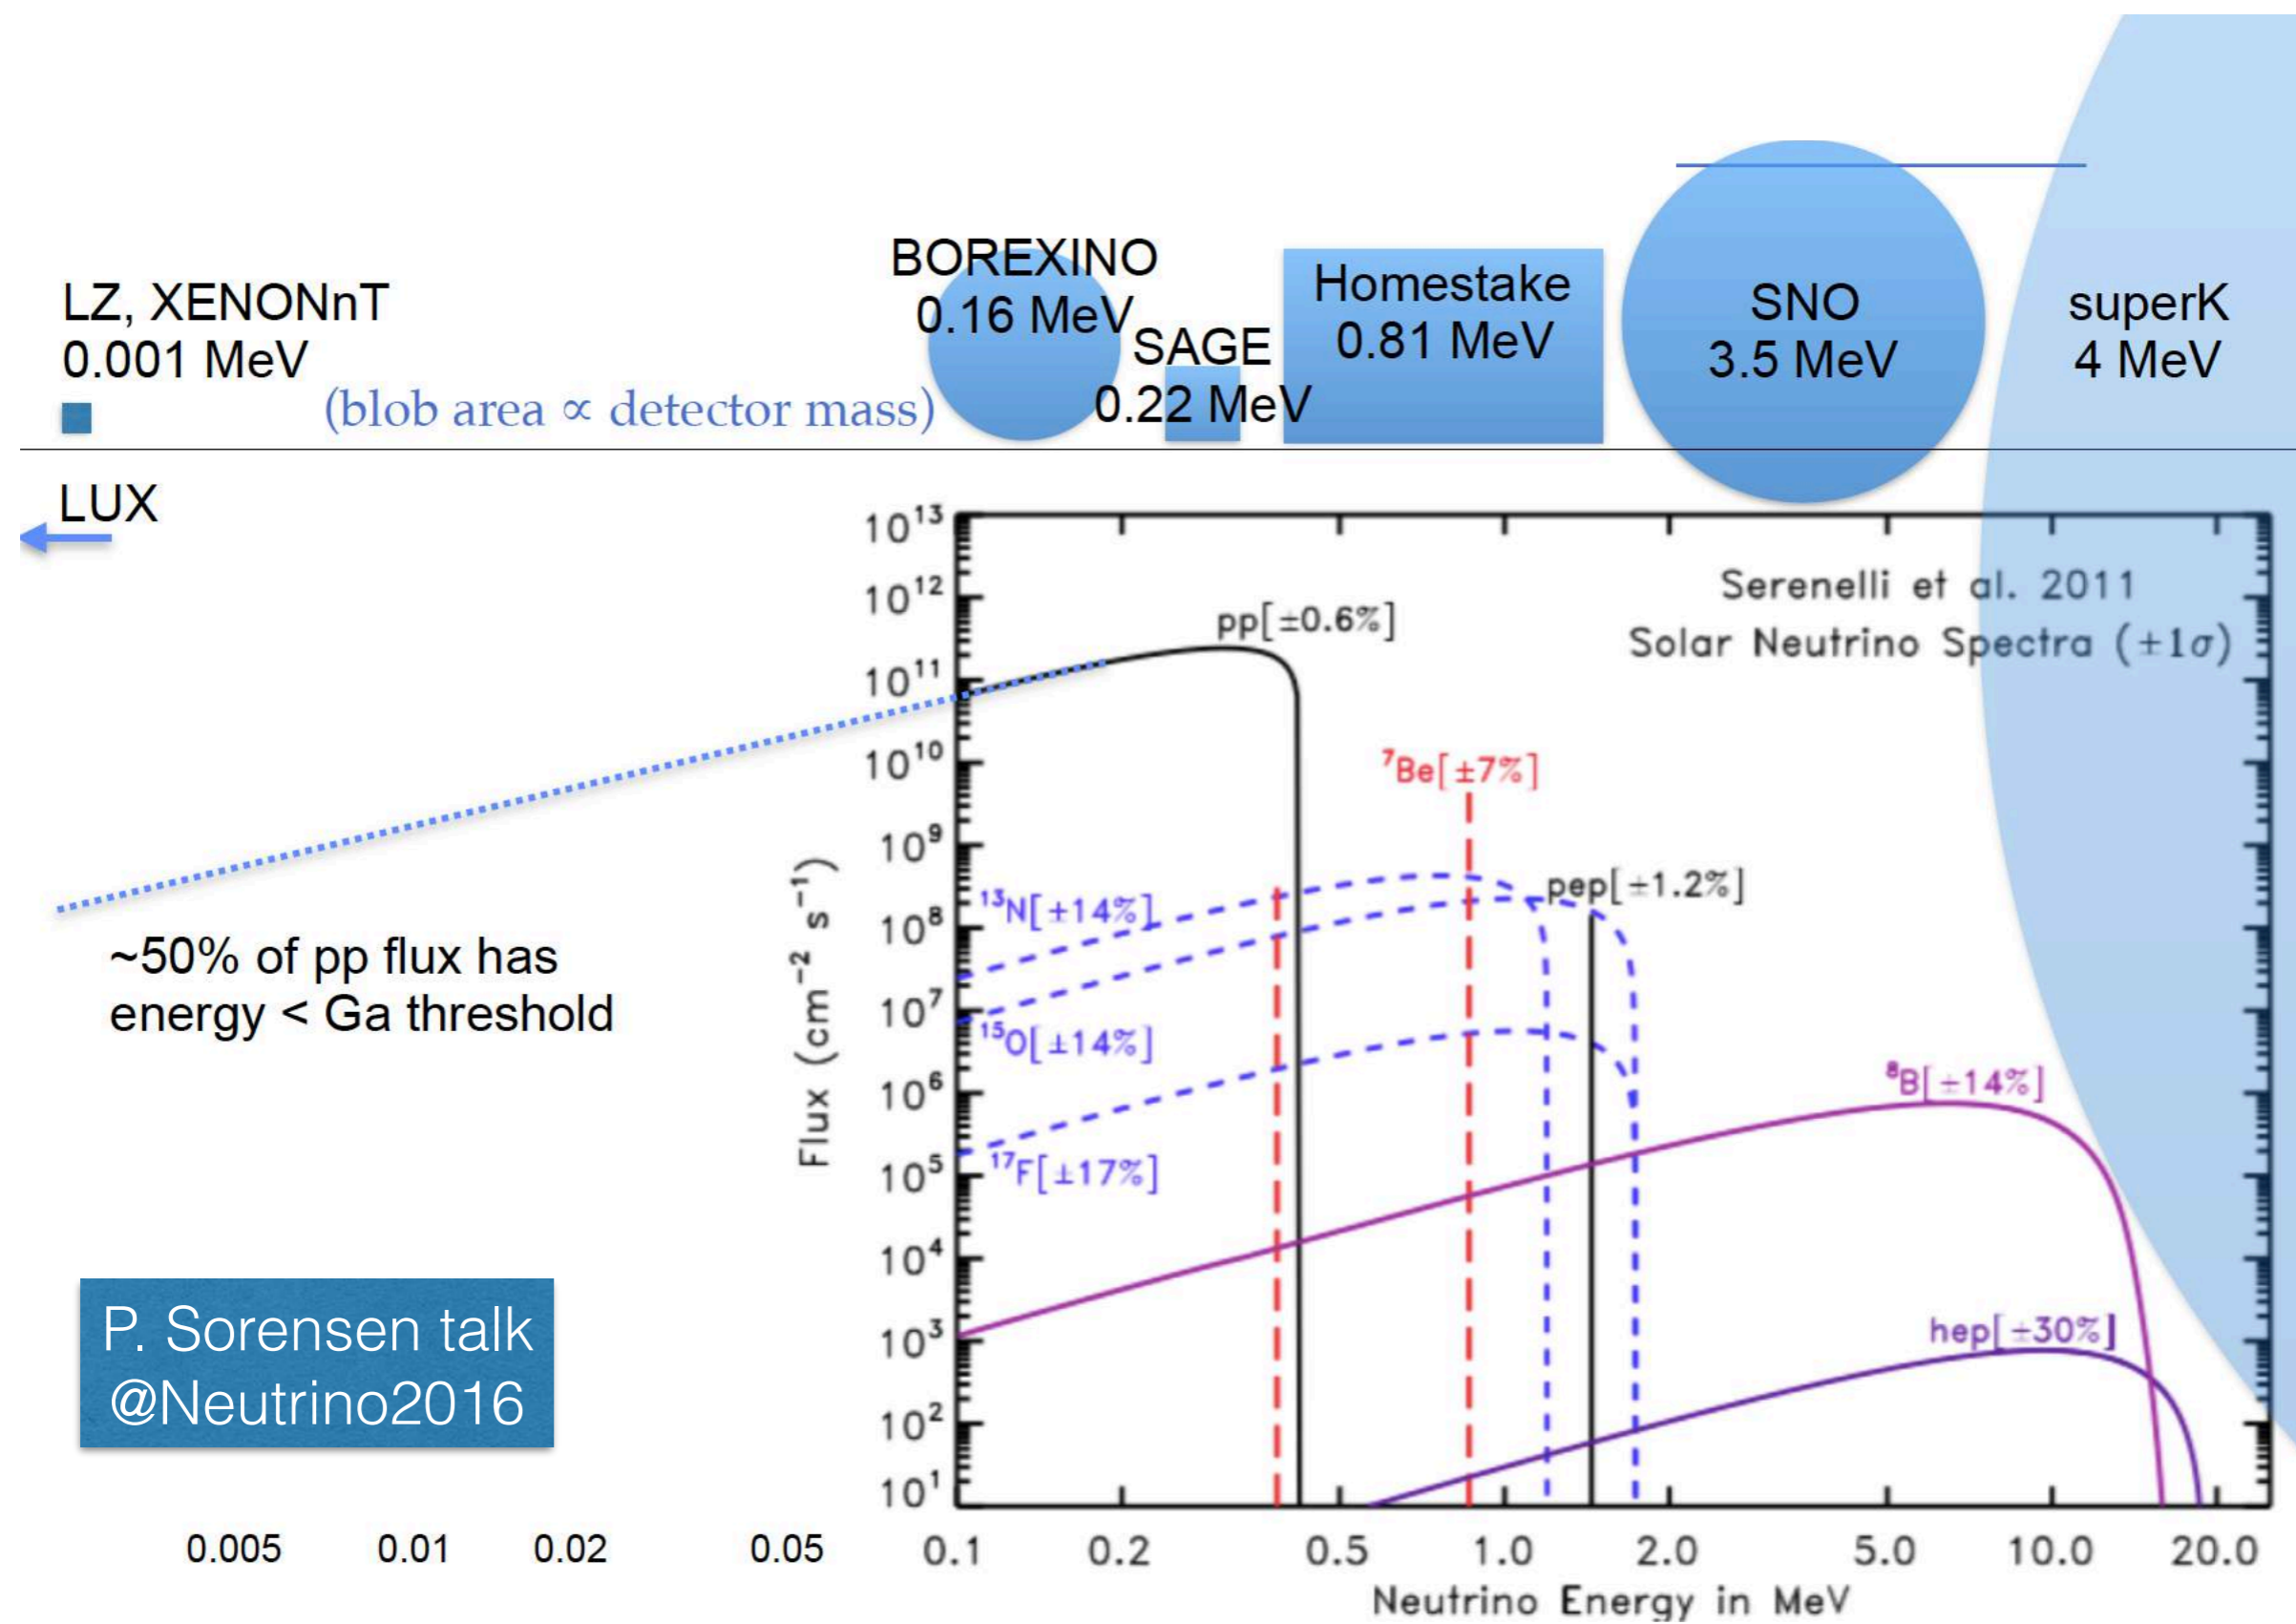 LZ, XENONnT
0.001 MeV
(blob area ∝ detector mass)
BOREXINO
0.16 MeV
SAGE
0.22 MeV
Homestake
0.81 MeV
SNO
3.5 MeV
superK
4 MeV
LUX
~50% of pp flux has
energy < Ga threshold
P. Sorensen talk
@Neutrino2016
Serenelli et al. 2011
Solar Neutrino Spectra (±1σ)
pp[±0.6%]
⁷Be[±7%]
pep[±1.2%]
¹³N[±14%]
¹⁵O[±14%]
¹⁷F[±17%]
⁸B[±14%]
hep[±30%]
Flux (cm⁻² s⁻¹)
10¹³
10¹²
10¹¹
10¹⁰
10⁹
10⁸
10⁷
10⁶
10⁵
10⁴
10³
10²
10¹
0.005 0.01 0.02 0.05 0.1 0.2 0.5 1.0 2.0 5.0 10.0 20.0
Neutrino Energy in MeV